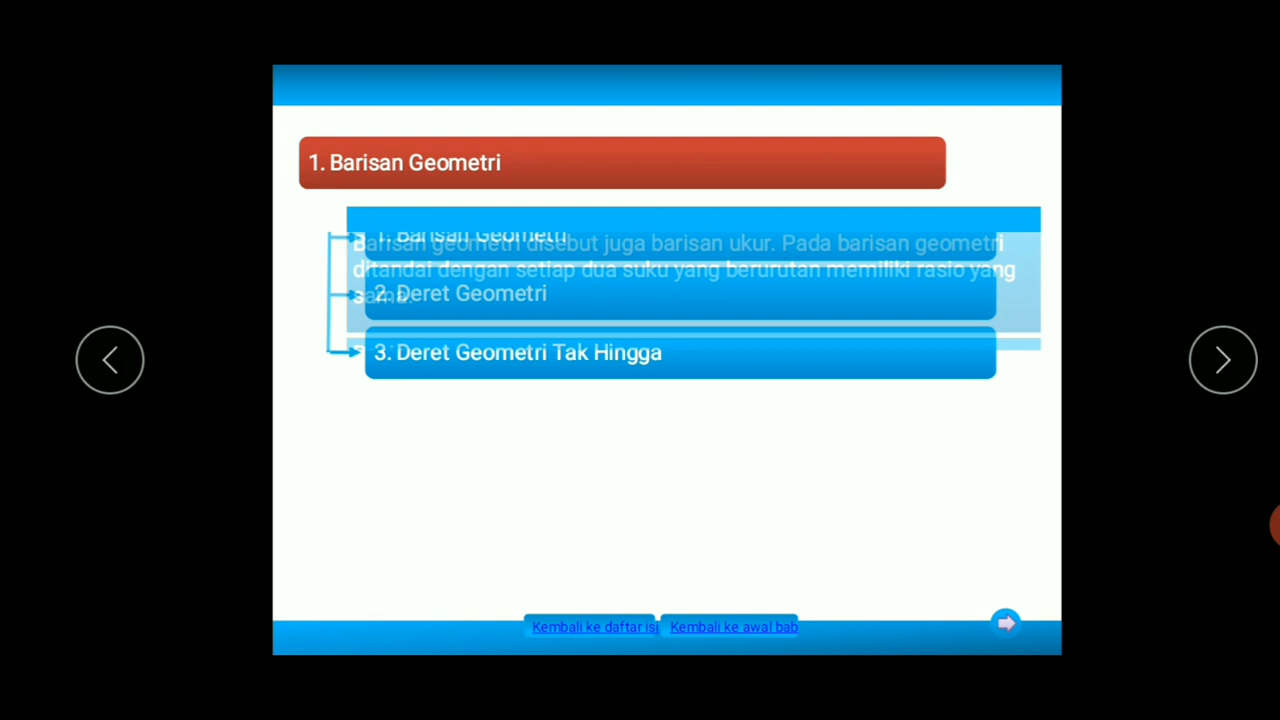 1. Barisan Geometri
1. Barisan Geometri
Barisan geometri disebut juga barisan ukur. Pada barisan geometri
ditandai dengan setiap dua suku yang berurutan memiliki rasio yang
sama.
2. Deret Geometri
3. Deret Geometri Tak Hingga
Kembali ke daftar isi
Kembali ke awal bab